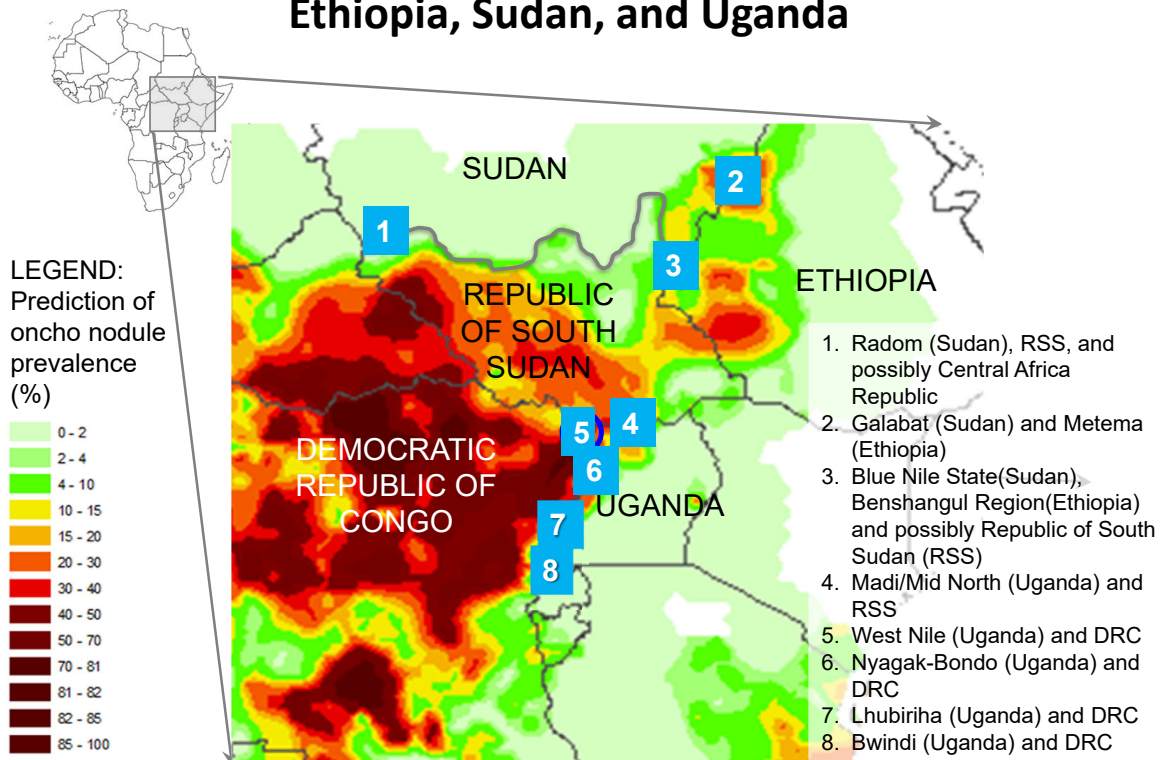 Ethiopia, Sudan, and Uganda
SUDAN
2
1
3
ETHIOPIA
REPUBLIC
OF SOUTH
SUDAN
LEGEND:
Prediction of
oncho nodule
prevalence
(%)
0 - 2
2 - 4
4 - 10
10 - 15
15 - 20
20 - 30
30 - 40
40 - 50
50 - 70
70 - 81
81 - 82
82 - 85
85 - 100
5
4
6
DEMOCRATIC
REPUBLIC OF
CONGO
UGANDA
7
8
1. Radom (Sudan), RSS, and
possibly Central Africa
Republic
2. Galabat (Sudan) and Metema
(Ethiopia)
3. Blue Nile State(Sudan),
Benshangul Region(Ethiopia)
and possibly Republic of South
Sudan (RSS)
4. Madi/Mid North (Uganda) and
RSS
5. West Nile (Uganda) and DRC
6. Nyagak-Bondo (Uganda) and
DRC
7. Lhubiriha (Uganda) and DRC
8. Bwindi (Uganda) and DRC